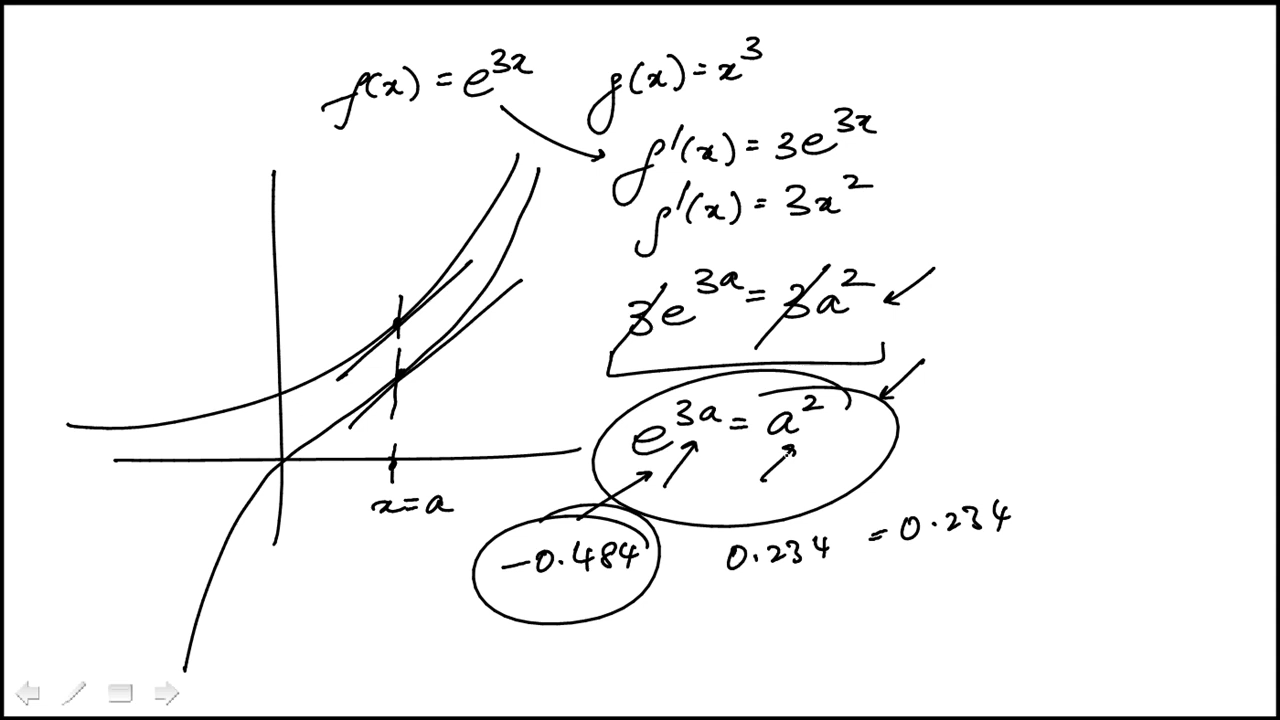 f(x) = e^{3x}   g(x) = x^3
f'(x) = 3e^{3x}
g'(x) = 3x^2
3e^{3a} = 3a^2
e^{3a} = a^2
x = a
-0.484   0.234 = 0.234